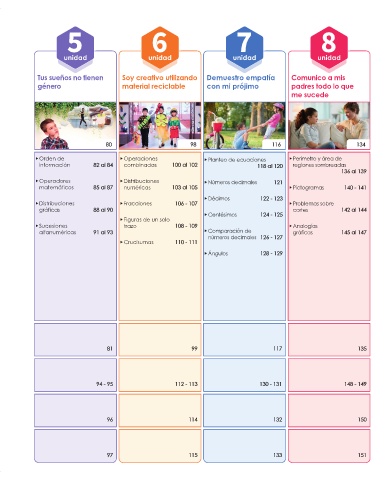 5
unidad
Tus sueños no tienen
género
80
Orden de
información 82 al 84
Operadores
matemáticos 85 al 87
Distribuciones
gráficas 88 al 90
Sucesiones
alfanuméricas 91 al 93
81
94 - 95
96
97
6
unidad
Soy creativo utilizando
material reciclable
98
Operaciones
combinadas 100 al 102
Distribuciones
numéricas 103 al 105
Fracciones 106 - 107
Figuras de un solo
trazo 108 - 109
Crucisumas 110 - 111
99
112 - 113
114
115
7
unidad
Demuestro empatía
con mi prójimo
116
Planteo de ecuaciones
118 al 120
Números decimales 121
Décimos 122 - 123
Centésimos 124 - 125
Comparación de
números decimales 126 - 127
Ángulos 128 - 129
117
130 - 131
132
133
8
unidad
Comunico a mis
padres todo lo que
me sucede
134
Perímetro y área de
regiones sombreadas
136 al 139
Pictogramas 140 - 141
Problemas sobre
cortes 142 al 144
Analogías
gráficas 145 al 147
135
148 - 149
150
151